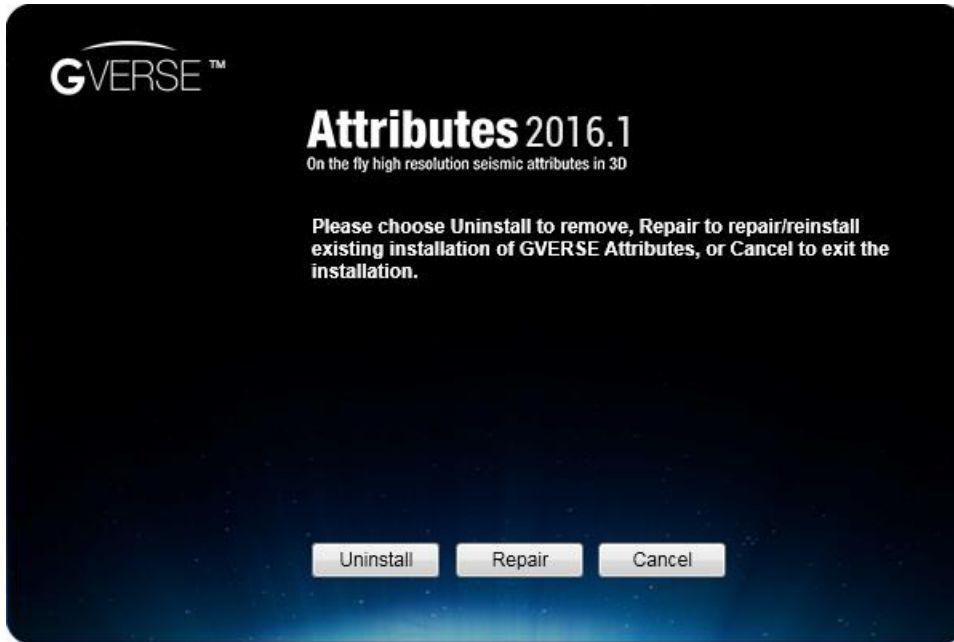 GVERSE™
Attributes 2016.1
On the fly high resolution seismic attributes in 3D
Please choose Uninstall to remove, Repair to repair/reinstall
existing installation of GVERSE Attributes, or Cancel to exit the
installation.
Uninstall Repair Cancel